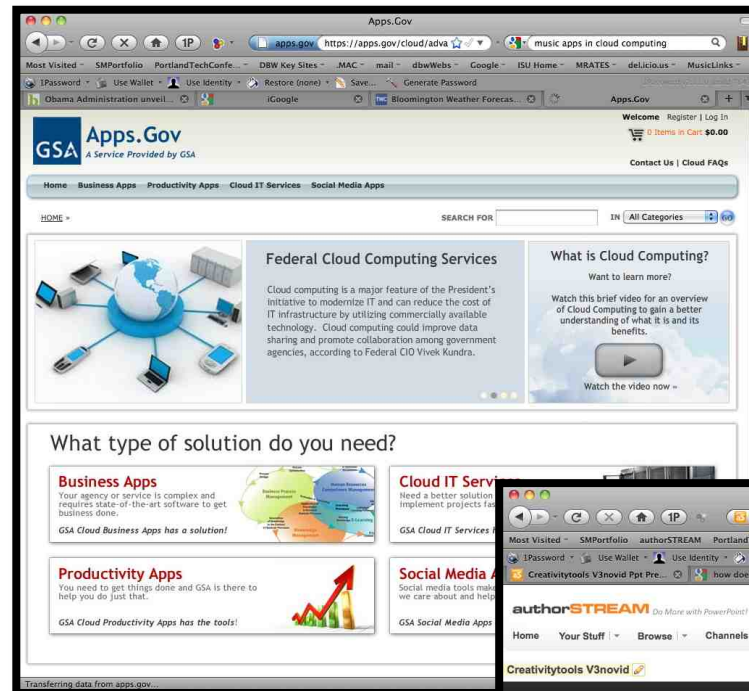 Apps.Gov
1P
apps.gov https://apps.gov/cloud/adva
music apps in cloud computing
Most Visited SMPortfolio PortlandTechConfe... DBW Key Sites .MAC mail dbwWebs Google ISU Home MRATES del.icio.us MusicLinks
1Password Use Wallet Use Identity Restore (none) Save... Generate Password
Obama Administration unveil... iGoogle Bloomington Weather Forecas... Apps.Gov
Welcome Register | Log In
0 Items in Cart $0.00
GSA Apps.Gov
A Service Provided by GSA
Contact Us | Cloud FAQs
Home Business Apps Productivity Apps Cloud IT Services Social Media Apps
HOME »
SEARCH FOR IN All Categories GO
Federal Cloud Computing Services
Cloud computing is a major feature of the President's
initiative to modernize IT and can reduce the cost of
IT infrastructure by utilizing commercially available
technology. Cloud computing could improve data
sharing and promote collaboration among government
agencies, according to Federal CIO Vivek Kundra.
What is Cloud Computing?
Want to learn more?
Watch this brief video for an overview
of Cloud Computing to gain a better
understanding of what it is and its
benefits.
Watch the video now »
What type of solution do you need?
Business Apps
Your agency or service is complex and
requires state-of-the-art software to get
business done.
GSA Cloud Business Apps has a solution!
Cloud IT Servi
Need a better solution
implement projects fas
GSA Cloud IT Services
Productivity Apps
You need to get things done and GSA is there to
help you do just that.
GSA Cloud Productivity Apps has the tools!
Social Media A
Social media tools make
we care about and help
GSA Social Media Apps
Transferring data from apps.gov...
1P
Most Visited SMPortfolio authorSTREAM Portland
1Password Use Wallet Use Identity
Creativitytools V3novid Ppt Pre... how doe
authorSTREAM Do More with PowerPoint!
Home Your Stuff Browse Channels
Creativitytools V3novid